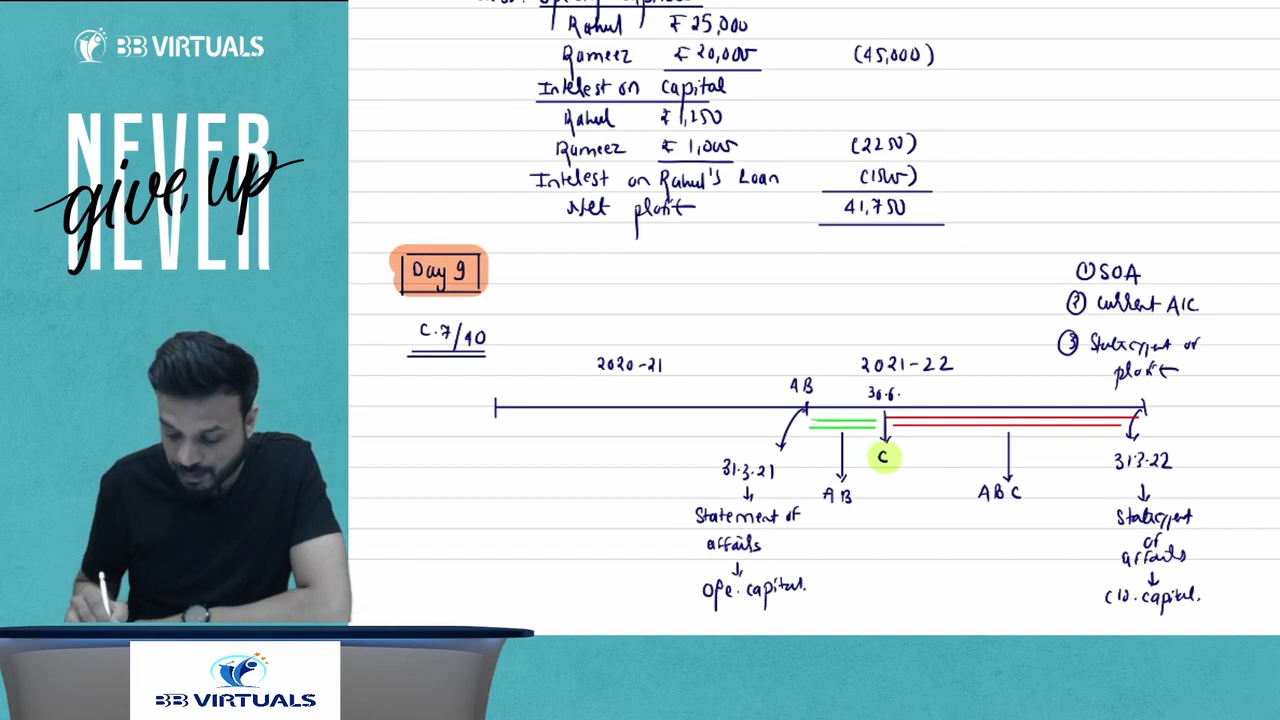 BB VIRTUALS
NEVER
give up
NEVER
Rahul ₹ 25,000
Rameez ₹ 20,000 (45,000)
Interest on capital
Rahul ₹ 1,250
Rameez ₹ 1,000 (2250)
Interest on Rahul's Loan (1500)
Net profit 41,750
Day 9
C.7/40
① SOA
② current A/C
③ Statement of
profit
2020-21
2021-22
AB
30.6.
C
31.3.21
AB
ABC
31.3.22
Statement of
affairs
Ope. capital.
Statement
of
affairs
Clo. capital.
BB VIRTUALS